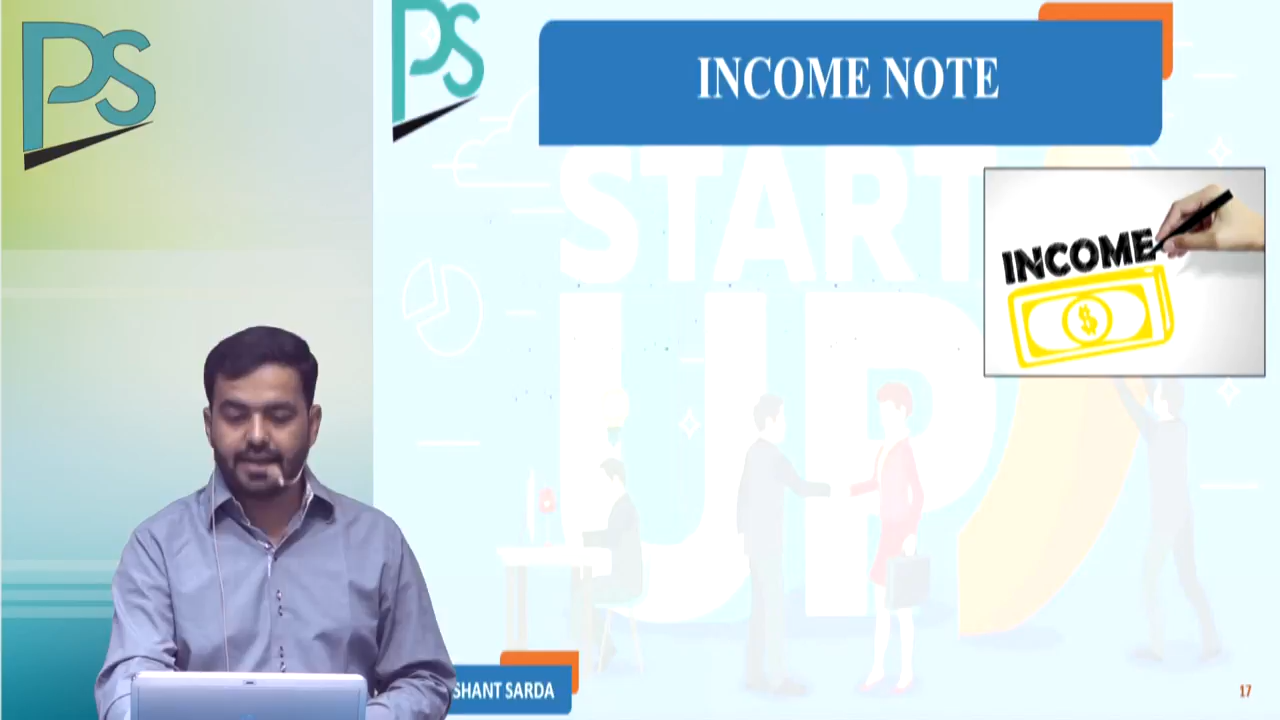 PS
PS
INCOME NOTE
START
UP
INCOME
$
SHANT SARDA
17